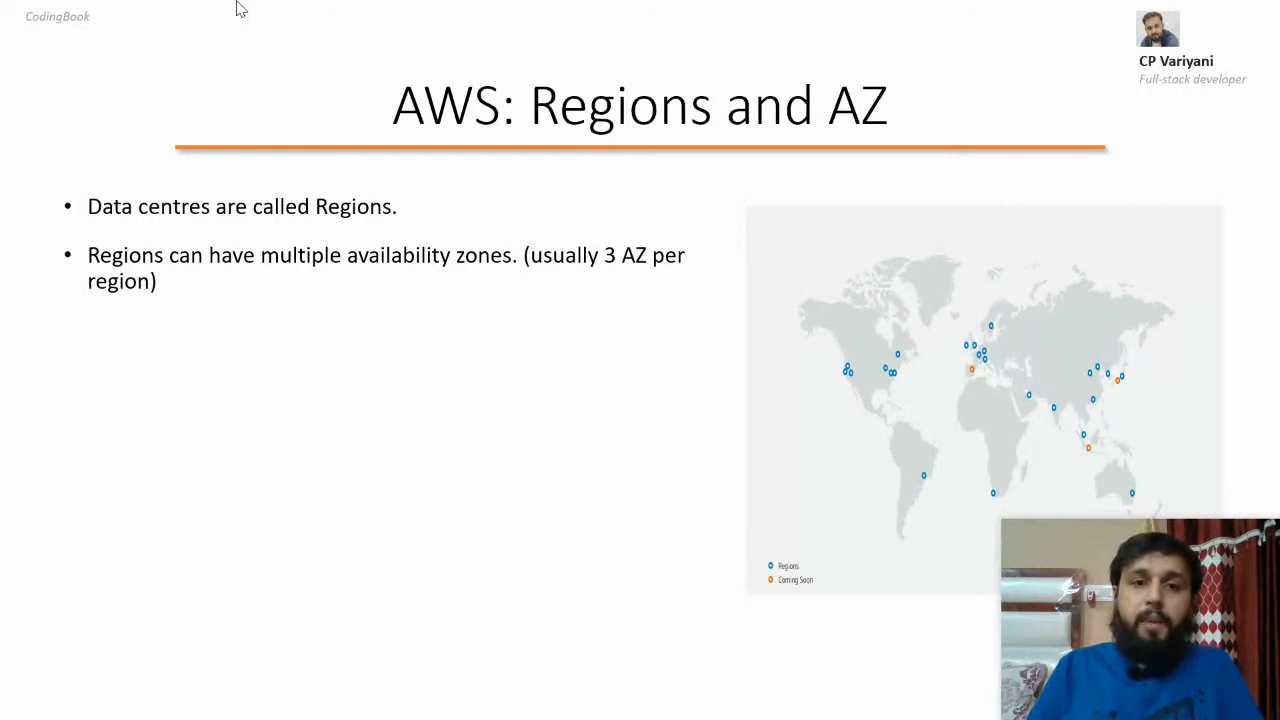 CodingBook
CP Variyani
Full-stack developer
AWS: Regions and AZ
• Data centres are called Regions.
• Regions can have multiple availability zones. (usually 3 AZ per
region)
Regions
Coming Soon